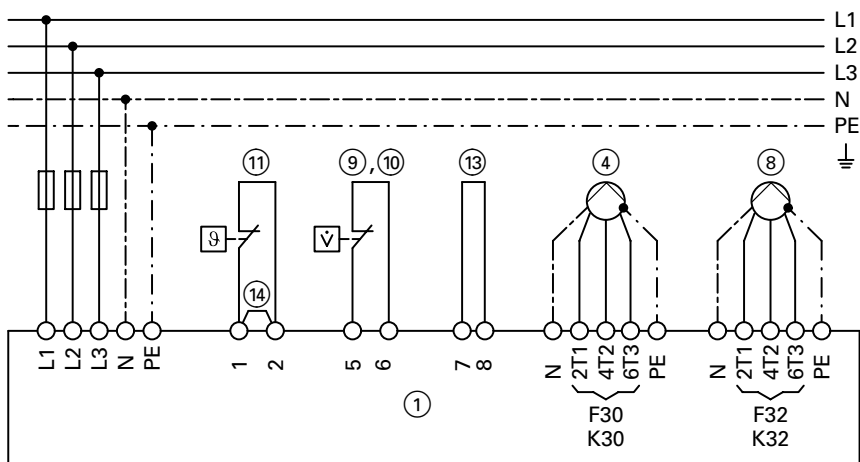 L1
L2
L3
N
PE
⑪ ⑨ , ⑩ ⑬ ④ ⑧
ϑ V̇
⑭
L1 L2 L3 N PE 1 2 5 6 7 8 N 2T1 4T2 6T3 PE N 2T1 4T2 6T3 PE
①
F30 F32
K30 K32